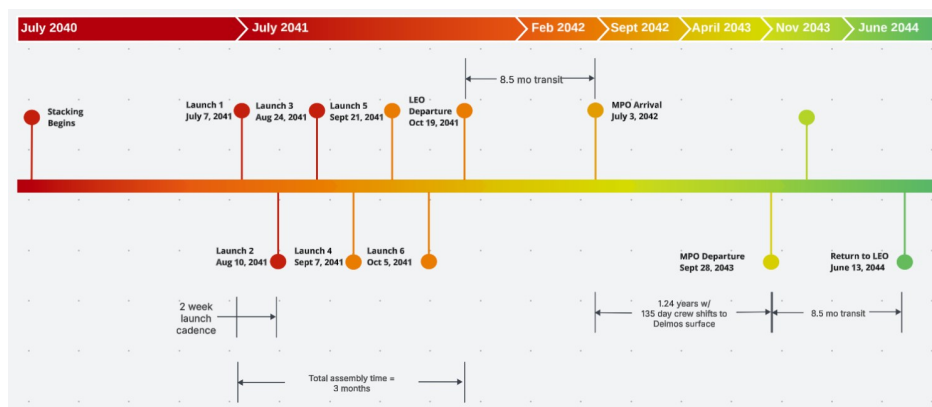 July 2040
July 2041
Feb 2042
Sept 2042
April 2043
Nov 2043
June 2044
8.5 mo transit
Stacking
Begins
Launch 1
July 7, 2041
Launch 3
Aug 24, 2041
Launch 5
Sept 21, 2041
LEO
Departure
Oct 19, 2041
MPO Arrival
July 3, 2042
Launch 2
Aug 10, 2041
Launch 4
Sept 7, 2041
Launch 6
Oct 5, 2041
MPO Departure
Sept 28, 2043
Return to LEO
June 13, 2044
2 week
launch
cadence
1.24 years w/
135 day crew shifts to
Deimos surface
8.5 mo transit
Total assembly time =
3 months